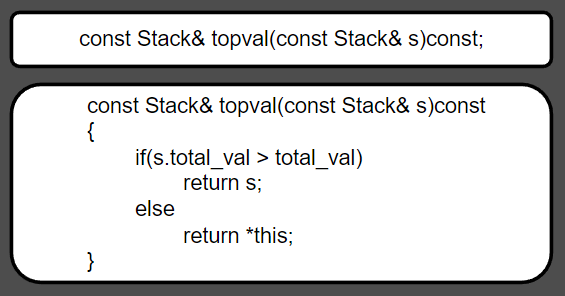 const Stack& topval(const Stack& s)const;
const Stack& topval(const Stack& s)const
{
if(s.total_val > total_val)
return s;
else
return *this;
}